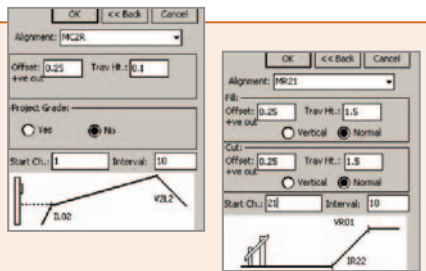 OK << Back Cancel
Alignment: MC2R
Offset: 0.25 Trav Ht.: 0.1
+ve out
Project Grade:
Yes No
Start Ch.: 1 Interval: 10
V2L2
IL02
OK << Back Cancel
Alignment: MR21
Fill:
Offset: 0.25 Trav Ht.: 1.5
+ve out
Vertical Normal
Cut:
Offset: 0.25 Trav Ht.: 1.5
+ve out
Vertical Normal
Start Ch.: 21 Interval: 10
VR01
IR22